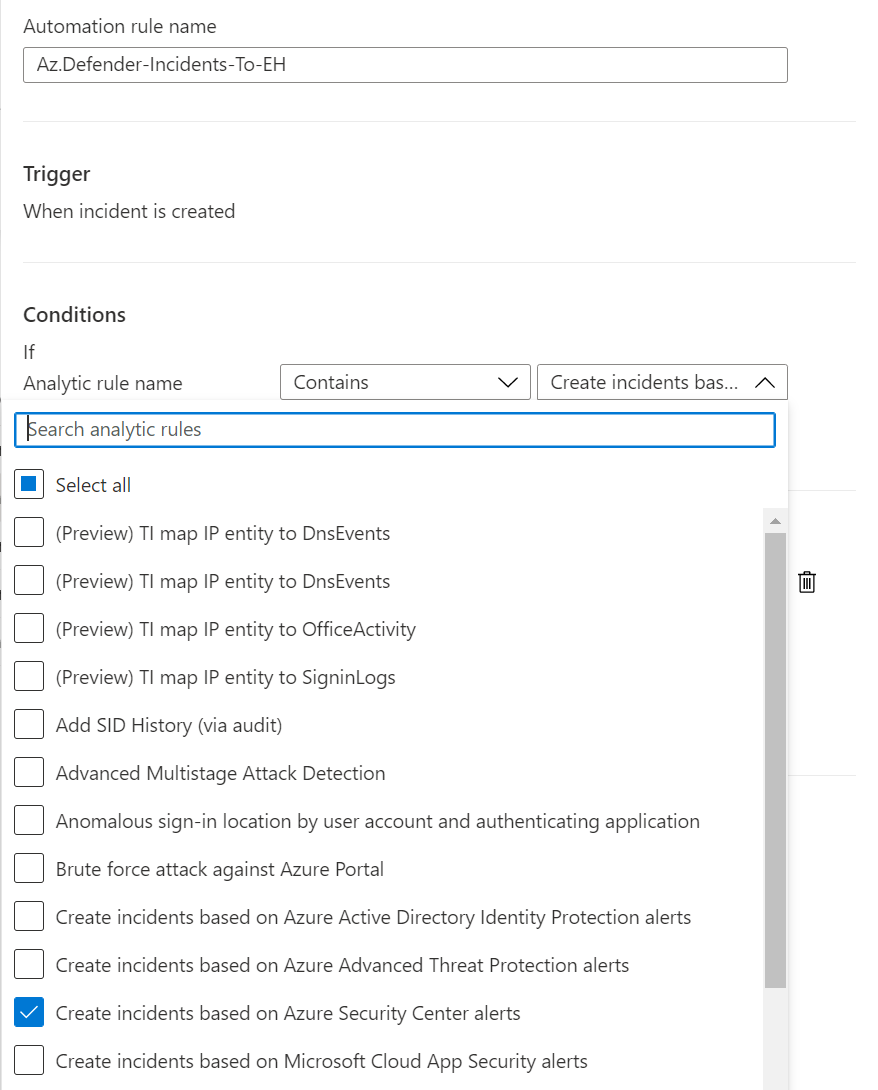 Automation rule name
Az.Defender-Incidents-To-EH
Trigger
When incident is created
Conditions
If
Analytic rule name Contains Create incidents bas...
Search analytic rules
Select all
(Preview) TI map IP entity to DnsEvents
(Preview) TI map IP entity to DnsEvents
(Preview) TI map IP entity to OfficeActivity
(Preview) TI map IP entity to SigninLogs
Add SID History (via audit)
Advanced Multistage Attack Detection
Anomalous sign-in location by user account and authenticating application
Brute force attack against Azure Portal
Create incidents based on Azure Active Directory Identity Protection alerts
Create incidents based on Azure Advanced Threat Protection alerts
Create incidents based on Azure Security Center alerts
Create incidents based on Microsoft Cloud App Security alerts